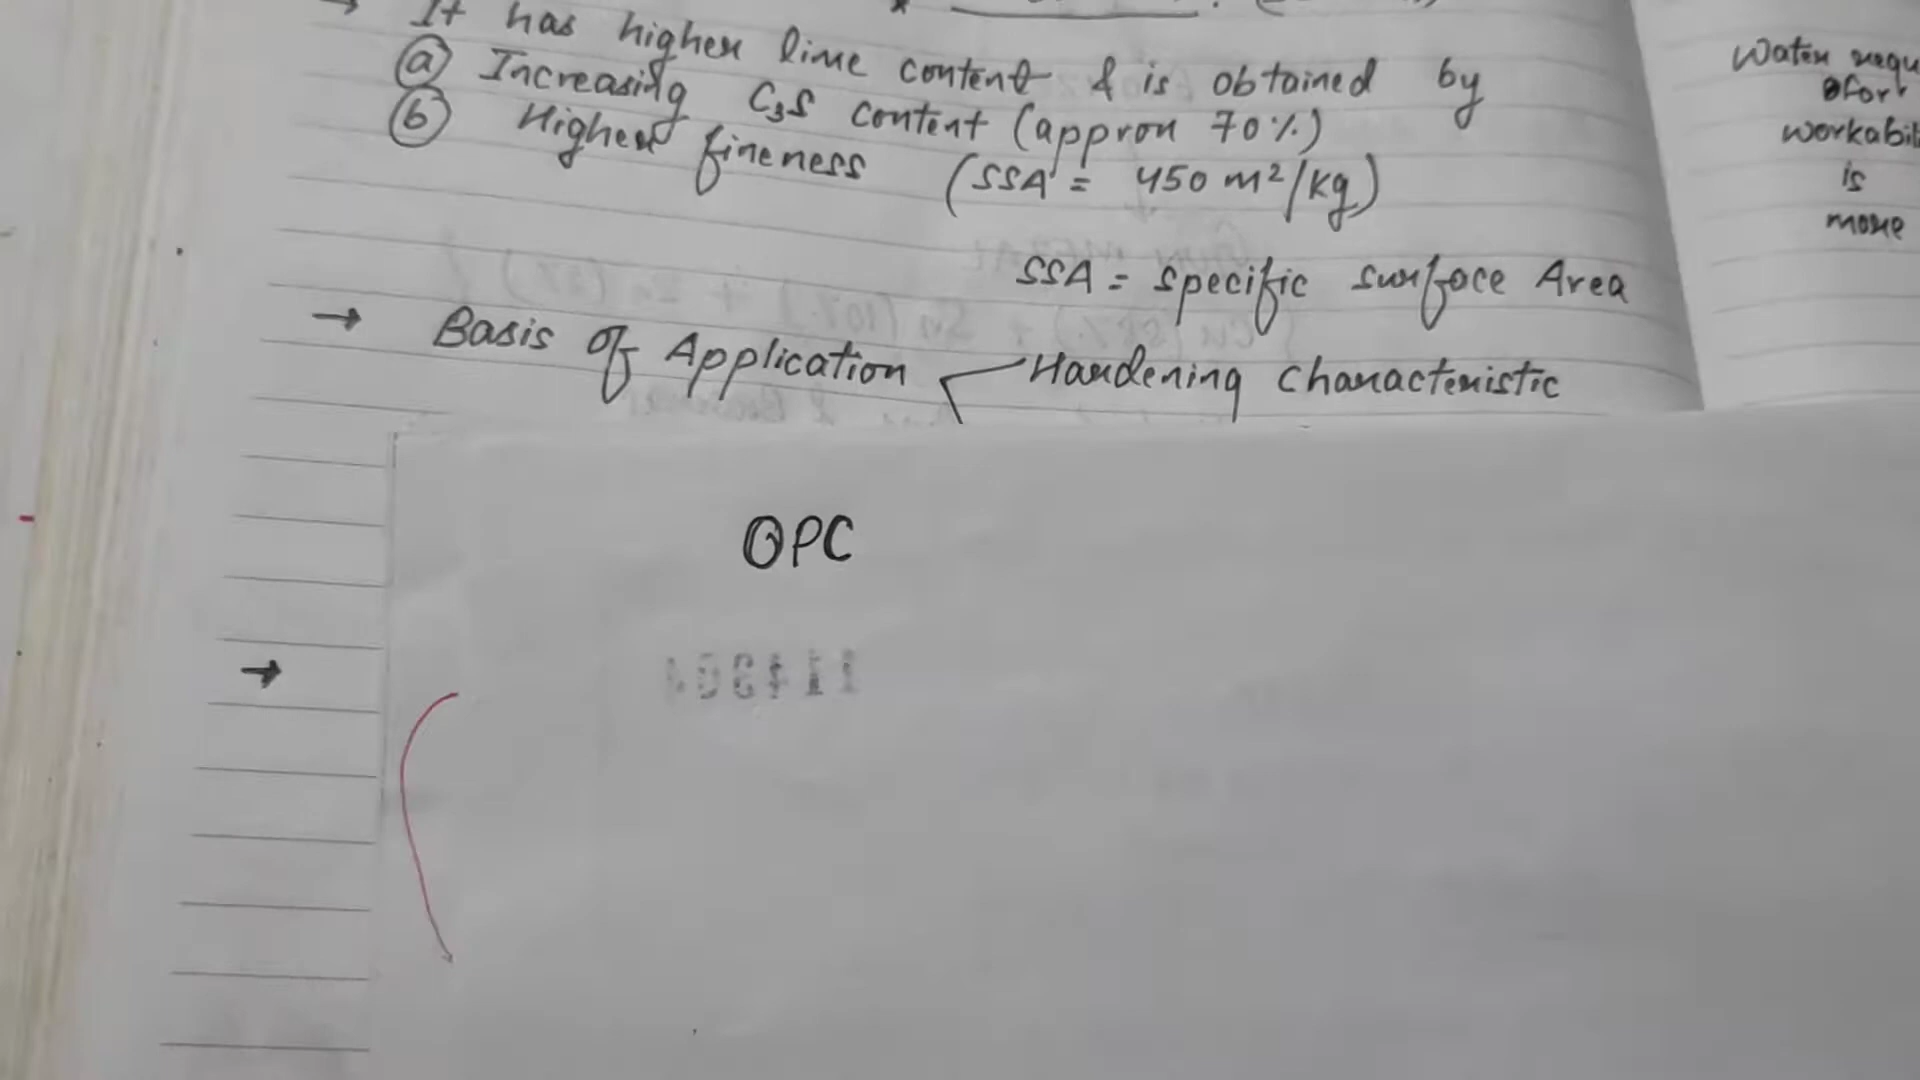 → It has higher lime content & is obtained by
ⓐ Increasing C₃S content (approx 70%)
ⓑ Higher fineness (SSA = 450 m²/kg)
SSA = Specific Surface Area
→ Basis of Application Hardening Characteristic
OPC
→
Water requ
for
workabil
is
more